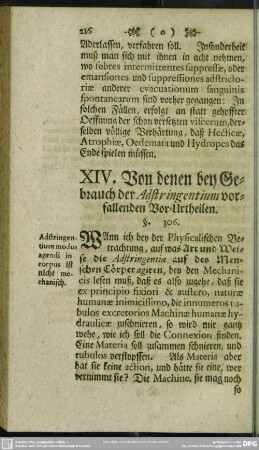 216 ❧ ( o ) ❧
Aderlassen, verfahren soll. Insonderheit
muß man sich mit ihnen in acht nehmen,
wo febres intermittentes suppressæ, oder
emansiones und suppressiones adstricto-
riæ anderer evacuationum sanguinis
spontanearum sind vorher gegangen: In
solchen Fällen, erfolgt an statt gehoffter
Oeffnung der schon versetzten viscerum, der-
selben völlige Verhärtung, daß Hecticæ,
Atrophiæ, Oedemata und Hydropes das
Ende spielen müssen.
XIV. Von denen bey Ge-
brauch der Adstringentium vor-
fallenden Vor-Urtheilen.
§. 306.
Adstringen-
tium modus
agendi in
corpus ist
nicht me-
chanisch.
WAnn ich bey der Physicalischen Be-
trachtung, auf was Art und Wei-
se die Adstringentia auf des Men-
schen Cörper agiren, bey den Mechani-
cis lesen muß, daß es also zugehe, daß sie
ex principio fixiori & austero, naturæ
humanæ inimicissimo, die innumeros tu-
bulos excretorios Machinæ humanæ hy-
draulicæ zuschnieren, so wird mir gantz
wehe, wie ich soll die Connexion finden.
Eine Materia soll zusammen schnieren, und
tubulos verstopffen. Als Materia aber
hat sie keine action, und hätte sie eine, wer
vernimmt sie? Die Machine, sie mag noch
so